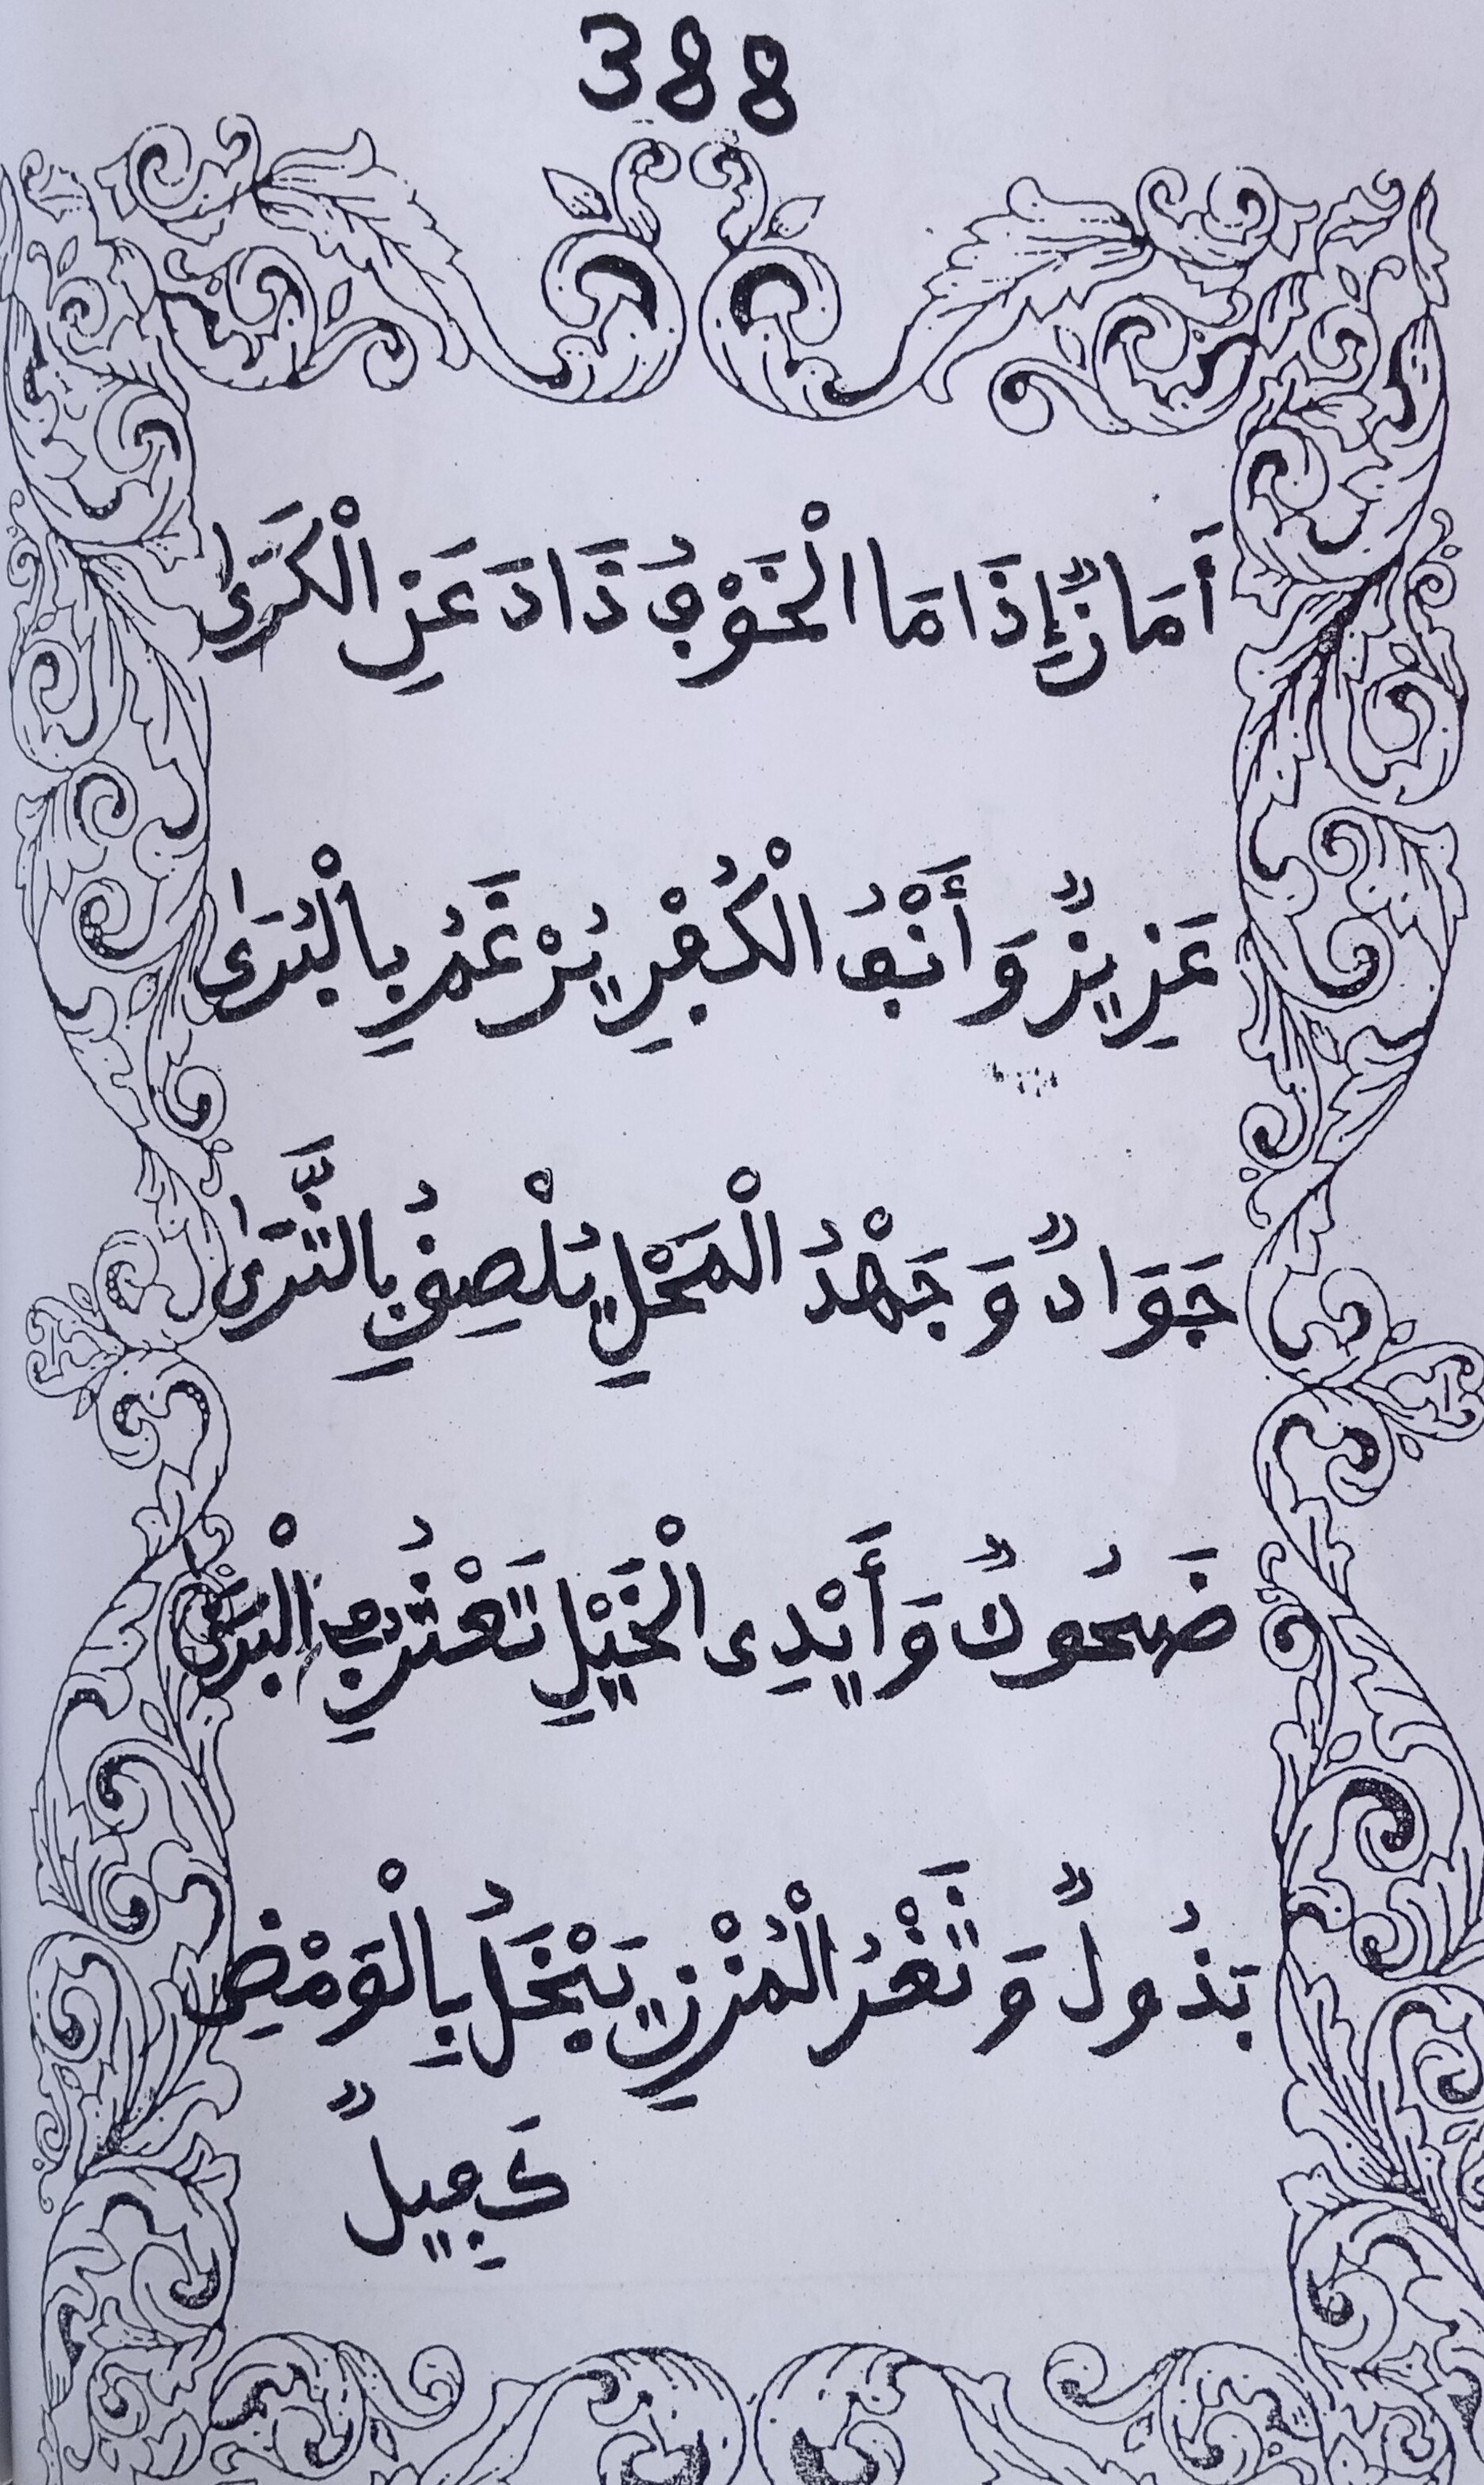 388
أَمَانٌ إِذَا مَا الْخَوْفُ ذَادَ عَنِ الْكَرَىٰ
عَزِيزٌ وَأَنْفُ الْكُفْرِ يُرْغَمُ بِالْبُرَىٰ
جَوَادٌ وَجَهْدُ الْمَحْلِ يُلْصِقُ بِالثَّرَىٰ
ضَحُوكٌ وَأَيْدِى الْخَيْلِ تَعْثُرُ فِى الْبَرَىٰ
بَذُولٌ وَثَغْرُ الْمُزْنِ يَبْخَلُ بِالْوَمْضِ
كَفِيلٌ